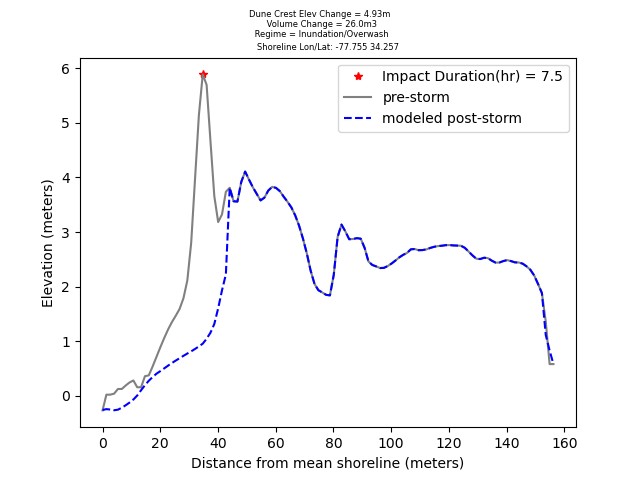 Dune Crest Elev Change = 4.93m
Volume Change = 26.0m3
Regime = Inundation/Overwash
Shoreline Lon/Lat: -77.755 34.257
Impact Duration(hr) = 7.5
pre-storm
modeled post-storm
6
5
4
3
2
1
0
Elevation (meters)
0 20 40 60 80 100 120 140 160
Distance from mean shoreline (meters)